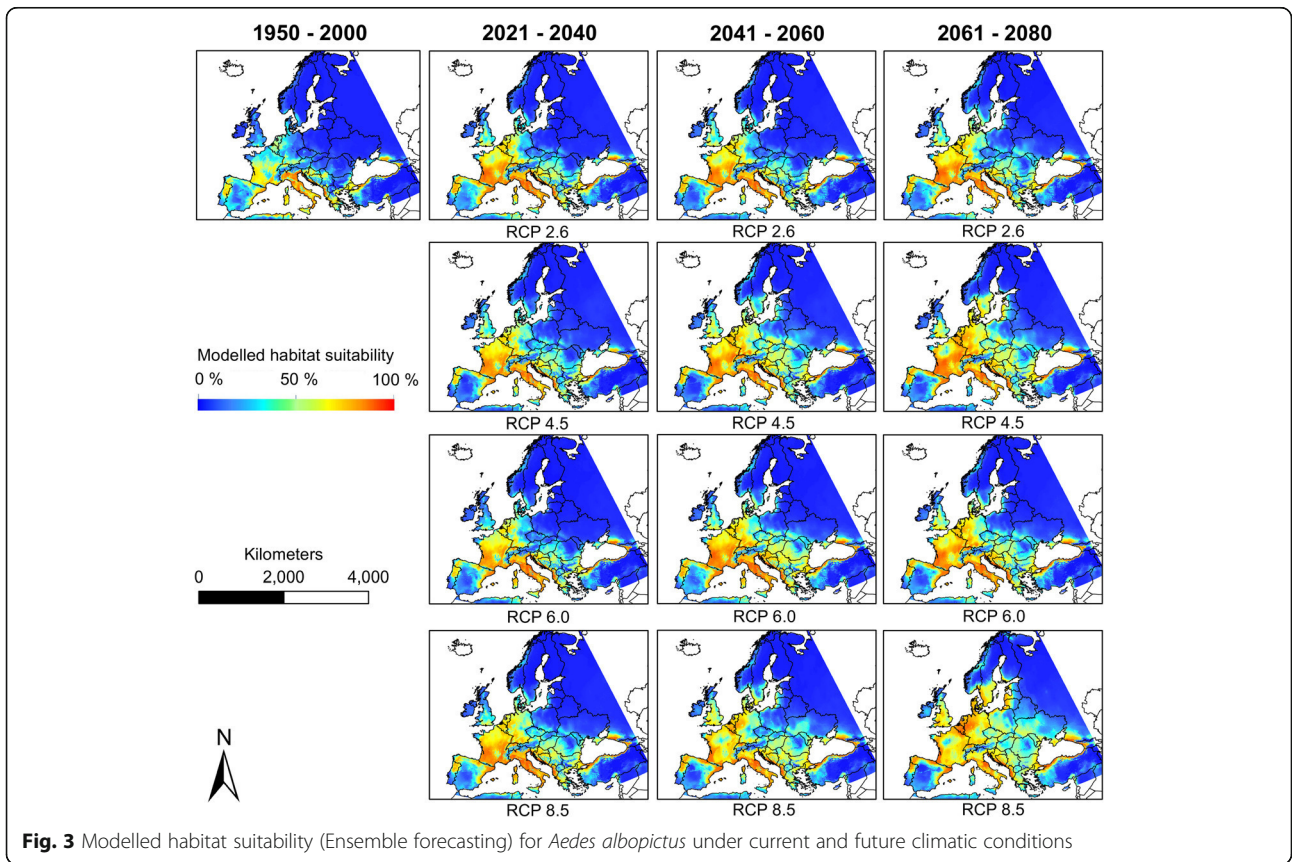 1950 - 2000
2021 - 2040
2041 - 2060
2061 - 2080
RCP 2.6
RCP 2.6
RCP 2.6
Modelled habitat suitability
0 %
50 %
100 %
RCP 4.5
RCP 4.5
RCP 4.5
Kilometers
0
2,000
4,000
RCP 6.0
RCP 6.0
RCP 6.0
N
RCP 8.5
RCP 8.5
RCP 8.5
Fig. 3 Modelled habitat suitability (Ensemble forecasting) for Aedes albopictus under current and future climatic conditions